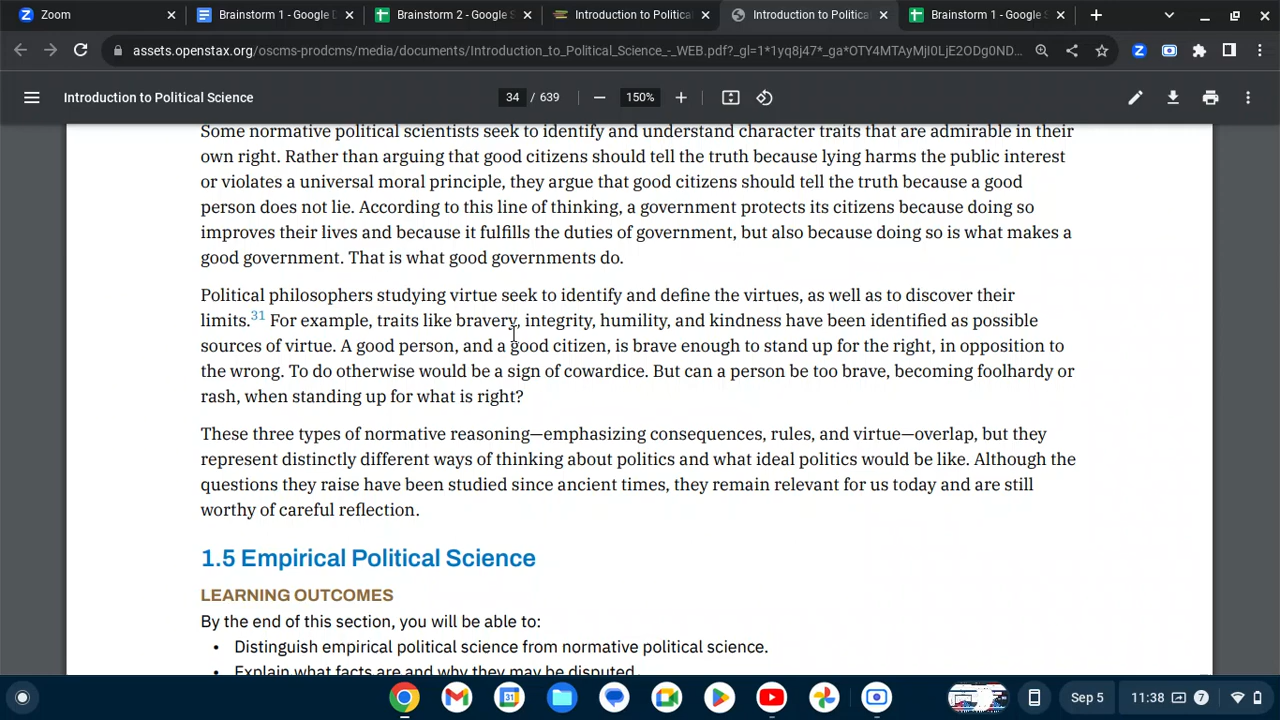 Zoom
Brainstorm 1 - Google D
Brainstorm 2 - Google S
Introduction to Politica
Introduction to Politica
Brainstorm 1 - Google S
assets.openstax.org/oscms-prodcms/media/documents/Introduction_to_Political_Science_-_WEB.pdf?_gl=1*1yq8j47*_ga*OTY4MTAyMjI0LjE2ODg0ND...
Introduction to Political Science
34 / 639
150%
Some normative political scientists seek to identify and understand character traits that are admirable in their
own right. Rather than arguing that good citizens should tell the truth because lying harms the public interest
or violates a universal moral principle, they argue that good citizens should tell the truth because a good
person does not lie. According to this line of thinking, a government protects its citizens because doing so
improves their lives and because it fulfills the duties of government, but also because doing so is what makes a
good government. That is what good governments do.
Political philosophers studying virtue seek to identify and define the virtues, as well as to discover their
limits.31 For example, traits like bravery, integrity, humility, and kindness have been identified as possible
sources of virtue. A good person, and a good citizen, is brave enough to stand up for the right, in opposition to
the wrong. To do otherwise would be a sign of cowardice. But can a person be too brave, becoming foolhardy or
rash, when standing up for what is right?
These three types of normative reasoning—emphasizing consequences, rules, and virtue—overlap, but they
represent distinctly different ways of thinking about politics and what ideal politics would be like. Although the
questions they raise have been studied since ancient times, they remain relevant for us today and are still
worthy of careful reflection.
1.5 Empirical Political Science
LEARNING OUTCOMES
By the end of this section, you will be able to:
• Distinguish empirical political science from normative political science.
• Explain what facts are and why they may be disputed.
Sep 5
11:38
7